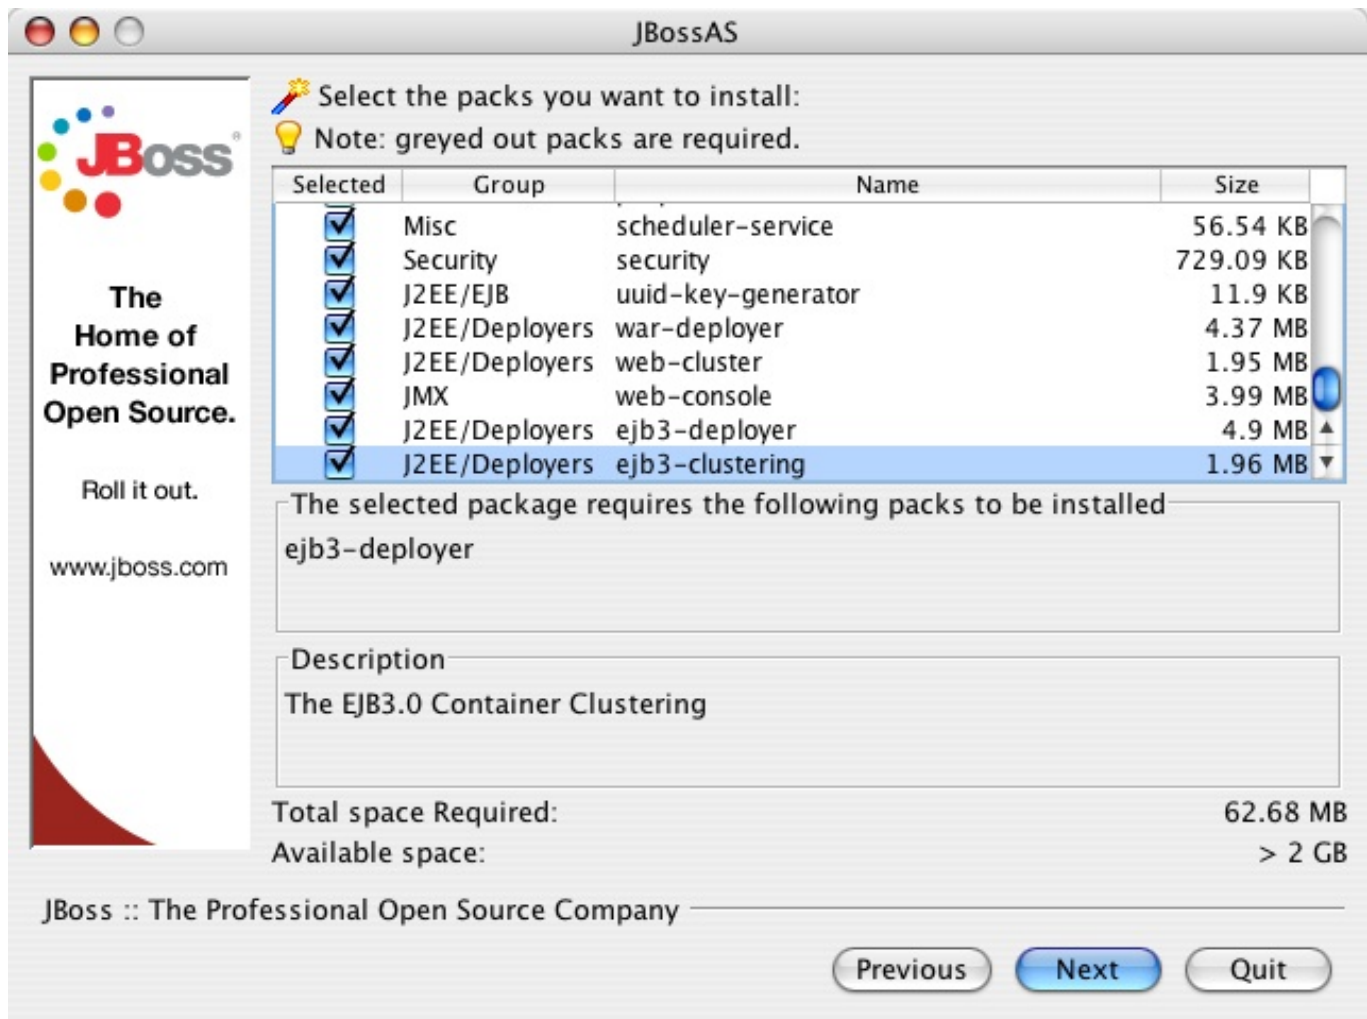 JBossAS
JBoss®
The
Home of
Professional
Open Source.
Roll it out.
www.jboss.com
Select the packs you want to install:
Note: greyed out packs are required.
Selected Group Name Size
Misc scheduler-service 56.54 KB
Security security 729.09 KB
J2EE/EJB uuid-key-generator 11.9 KB
J2EE/Deployers war-deployer 4.37 MB
J2EE/Deployers web-cluster 1.95 MB
JMX web-console 3.99 MB
J2EE/Deployers ejb3-deployer 4.9 MB
J2EE/Deployers ejb3-clustering 1.96 MB
The selected package requires the following packs to be installed
ejb3-deployer
Description
The EJB3.0 Container Clustering
Total space Required: 62.68 MB
Available space: > 2 GB
JBoss :: The Professional Open Source Company
Previous Next Quit